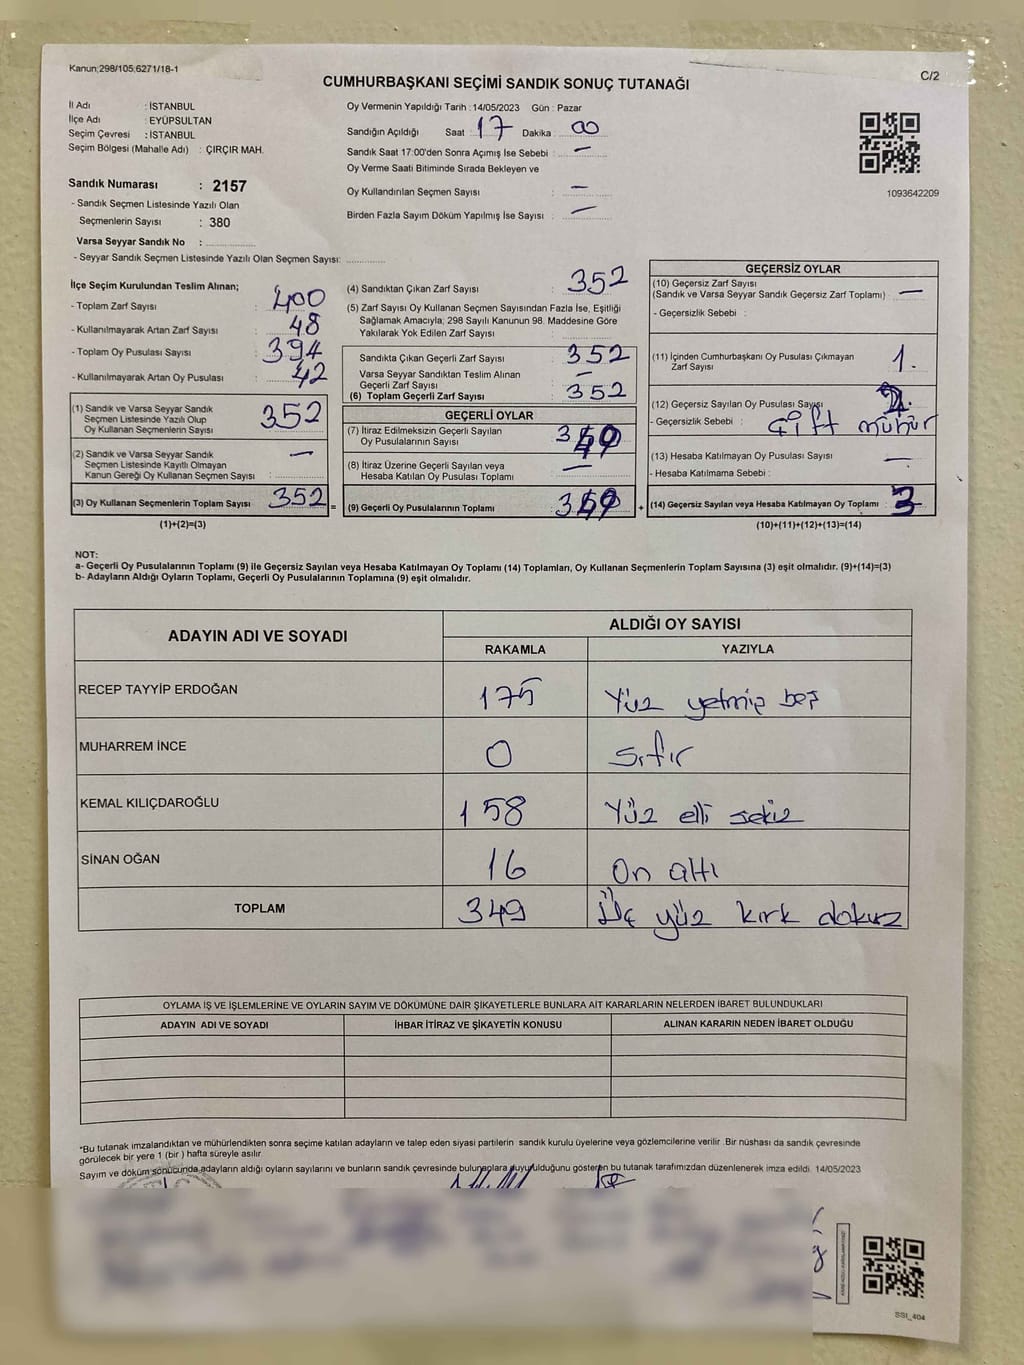 Kanun;298/105;6271/18-1
C/2
CUMHURBAŞKANI SEÇİMİ SANDIK SONUÇ TUTANAĞI
İl Adı : İSTANBUL
İlçe Adı : EYÜPSULTAN
Seçim Çevresi : İSTANBUL
Seçim Bölgesi (Mahalle Adı) : ÇIRÇIR MAH.
Sandık Numarası : 2157
- Sandık Seçmen Listesinde Yazılı Olan
Seçmenlerin Sayısı : 380
Varsa Seyyar Sandık No : ..............
- Seyyar Sandık Seçmen Listesinde Yazılı Olan Seçmen Sayısı: ............
Oy Vermenin Yapıldığı Tarih : 14/05/2023 Gün : Pazar
Sandığın Açıldığı Saat : 17 Dakika : 00
Sandık Saat 17:00'den Sonra Açımış İse Sebebi : —
Oy Verme Saati Bitiminde Sırada Bekleyen ve
Oy Kullandırılan Seçmen Sayısı : —
Birden Fazla Sayım Döküm Yapılmış İse Sayısı : —
1093642209
İlçe Seçim Kurulundan Teslim Alınan;
- Toplam Zarf Sayısı : 400
- Kullanılmayarak Artan Zarf Sayısı : 48
- Toplam Oy Pusulası Sayısı : 394
- Kullanılmayarak Artan Oy Pusulası : 42
(1) Sandık ve Varsa Seyyar Sandık
Seçmen Listesinde Yazılı Olup
Oy Kullanan Seçmenlerin Sayısı : 352
(2) Sandık ve Varsa Seyyar Sandık
Seçmen Listesinde Kayıtlı Olmayan
Kanun Gereği Oy Kullanan Seçmen Sayısı : —
(3) Oy Kullanan Seçmenlerin Toplam Sayısı : 352 =
(1)+(2)=(3)
(4) Sandıktan Çıkan Zarf Sayısı : 352
(5) Zarf Sayısı Oy Kullanan Seçmen Sayısından Fazla İse, Eşitliği
Sağlamak Amacıyla; 298 Sayılı Kanunun 98. Maddesine Göre
Yakılarak Yok Edilen Zarf Sayısı :
Sandıkta Çıkan Geçerli Zarf Sayısı : 352
Varsa Seyyar Sandıktan Teslim Alınan
Geçerli Zarf Sayısı : —
(6) Toplam Geçerli Zarf Sayısı : 352
GEÇERLİ OYLAR
(7) İtiraz Edilmeksizin Geçerli Sayılan
Oy Pusulalarının Sayısı : 349
(8) İtiraz Üzerine Geçerli Sayılan veya
Hesaba Katılan Oy Pusulası Toplamı : —
(9) Geçerli Oy Pusulalarının Toplamı : 349 +
GEÇERSİZ OYLAR
(10) Geçersiz Zarf Sayısı
(Sandık ve Varsa Seyyar Sandık Geçersiz Zarf Toplamı) : —
- Geçersizlik Sebebi :
(11) İçinden Cumhurbaşkanı Oy Pusulası Çıkmayan
Zarf Sayısı : 1.
(12) Geçersiz Sayılan Oy Pusulası Sayısı : 2.
- Geçersizlik Sebebi : Çift mühür
(13) Hesaba Katılmayan Oy Pusulası Sayısı : —
- Hesaba Katılmama Sebebi :
(14) Geçersiz Sayılan veya Hesaba Katılmayan Oy Toplamı : 3
(10)+(11)+(12)+(13)=(14)
NOT:
a- Geçerli Oy Pusulalarının Toplamı (9) ile Geçersiz Sayılan veya Hesaba Katılmayan Oy Toplamı (14) Toplamları, Oy Kullanan Seçmenlerin Toplam Sayısına (3) eşit olmalıdır. (9)+(14)=(3)
b- Adayların Aldığı Oyların Toplamı, Geçerli Oy Pusulalarının Toplamına (9) eşit olmalıdır.
ADAYIN ADI VE SOYADI ALDIĞI OY SAYISI
RAKAMLA YAZIYLA
RECEP TAYYİP ERDOĞAN 175 Yüz yetmiş beş
MUHARREM İNCE 0 sıfır
KEMAL KILIÇDAROĞLU 158 Yüz elli sekiz
SİNAN OĞAN 16 On altı
TOPLAM 349 Üç yüz kırk dokuz
OYLAMA İŞ VE İŞLEMLERİNE VE OYLARIN SAYIM VE DÖKÜMÜNE DAİR ŞİKAYETLERLE BUNLARA AİT KARARLARIN NELERDEN İBARET BULUNDUKLARI
ADAYIN ADI VE SOYADI İHBAR İTİRAZ VE ŞİKAYETİN KONUSU ALINAN KARARIN NEDEN İBARET OLDUĞU
*Bu tutanak imzalandıktan ve mühürlendikten sonra seçime katılan adayların ve talep eden siyasi partilerin sandık kurulu üyelerine veya gözlemcilerine verilir. Bir nüshası da sandık çevresinde
görülecek bir yere 1 (bir) hafta süreyle asılır.
Sayım ve döküm sonucunda adayların aldığı oyların sayılarını ve bunların sandık çevresinde bulunanlara duyurulduğunu gösteren bu tutanak tarafımızdan düzenlenerek imza edildi. 14/05/2023
SSI_404